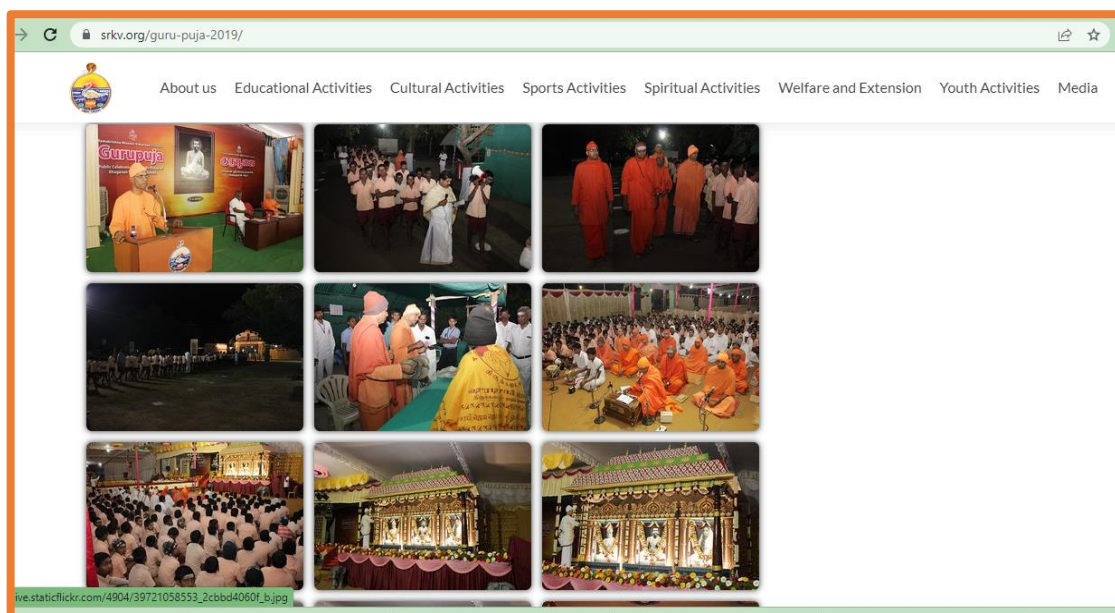 srkv.org/guru-puja-2019/
About us Educational Activities Cultural Activities Sports Activities Spiritual Activities Welfare and Extension Youth Activities Media
Gurupuja
ive.staticflickr.com/4904/39721058553_2cbbd4060f_b.jpg